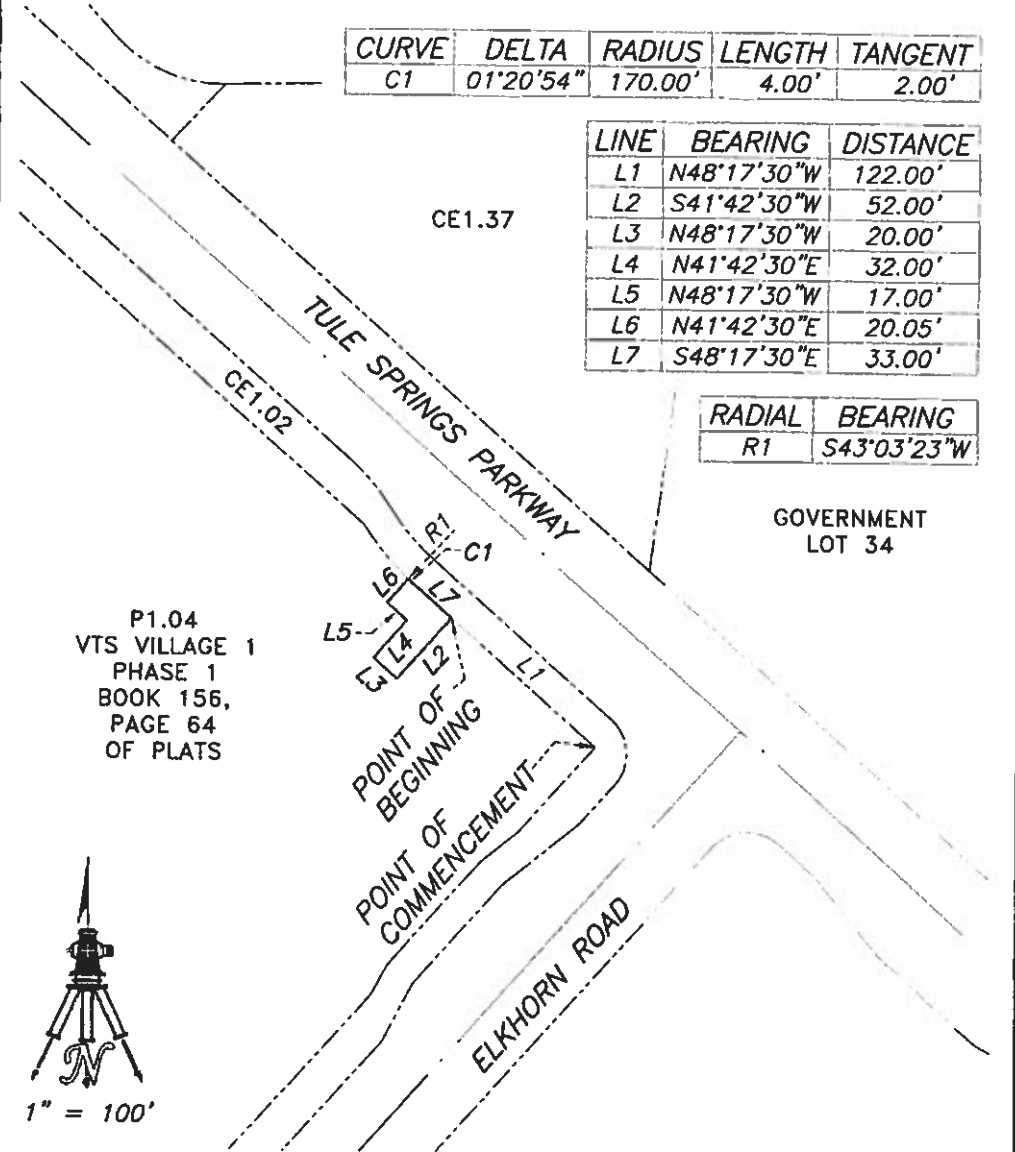 CURVE DELTA RADIUS LENGTH TANGENT
C1 01°20'54" 170.00' 4.00' 2.00'
LINE BEARING DISTANCE
L1 N48°17'30"W 122.00'
L2 S41°42'30"W 52.00'
L3 N48°17'30"W 20.00'
L4 N41°42'30"E 32.00'
L5 N48°17'30"W 17.00'
L6 N41°42'30"E 20.05'
L7 S48°17'30"E 33.00'
CE1.37
TULE SPRINGS PARKWAY
CE1.02
RADIAL BEARING
R1 S43°03'23"W
GOVERNMENT
LOT 34
R1
C1
L6
L7
L5
L4
L2
L3
L1
P1.04
VTS VILLAGE 1
PHASE 1
BOOK 156,
PAGE 64
OF PLATS
POINT OF
BEGINNING
POINT OF
COMMENCEMENT
ELKHORN ROAD
N
1" = 100'